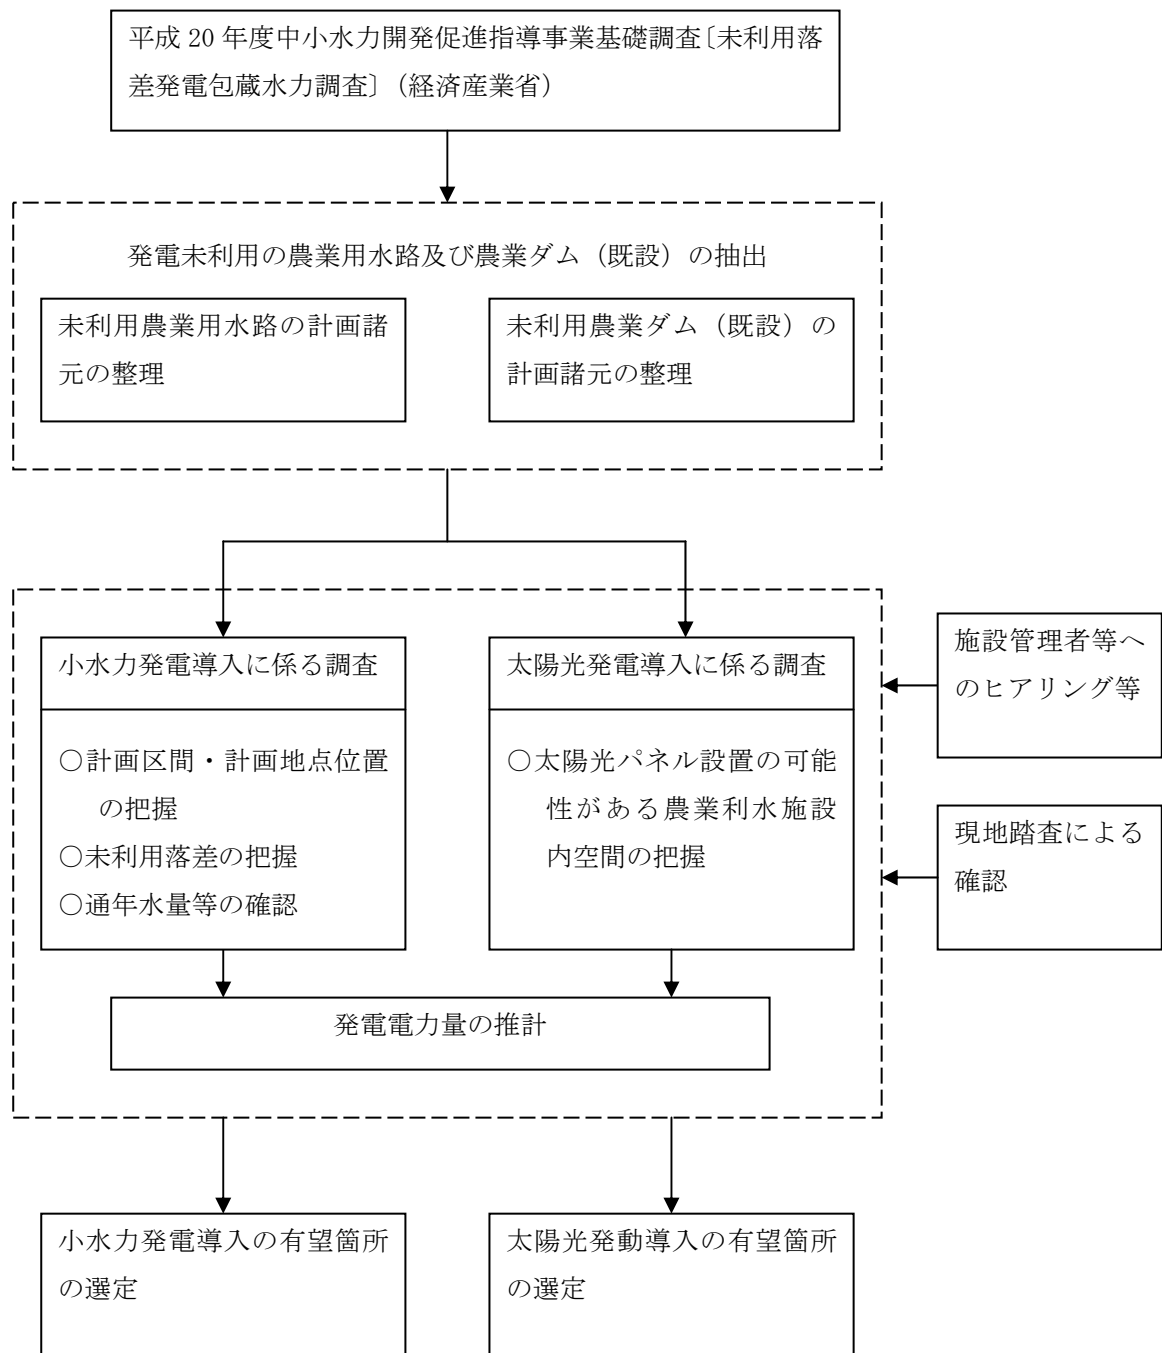 平成 20 年度中小水力開発促進指導事業基礎調査〔未利用落
差発電包蔵水力調査〕（経済産業省）
発電未利用の農業用水路及び農業ダム（既設）の抽出
未利用農業用水路の計画諸
元の整理
未利用農業ダム（既設）の
計画諸元の整理
小水力発電導入に係る調査
○計画区間・計画地点位置
の把握
○未利用落差の把握
○通年水量等の確認
太陽光発電導入に係る調査
○太陽光パネル設置の可能
性がある農業利水施設
内空間の把握
施設管理者等へ
のヒアリング等
現地踏査による
確認
発電電力量の推計
小水力発電導入の有望箇所
の選定
太陽光発動導入の有望箇所
の選定